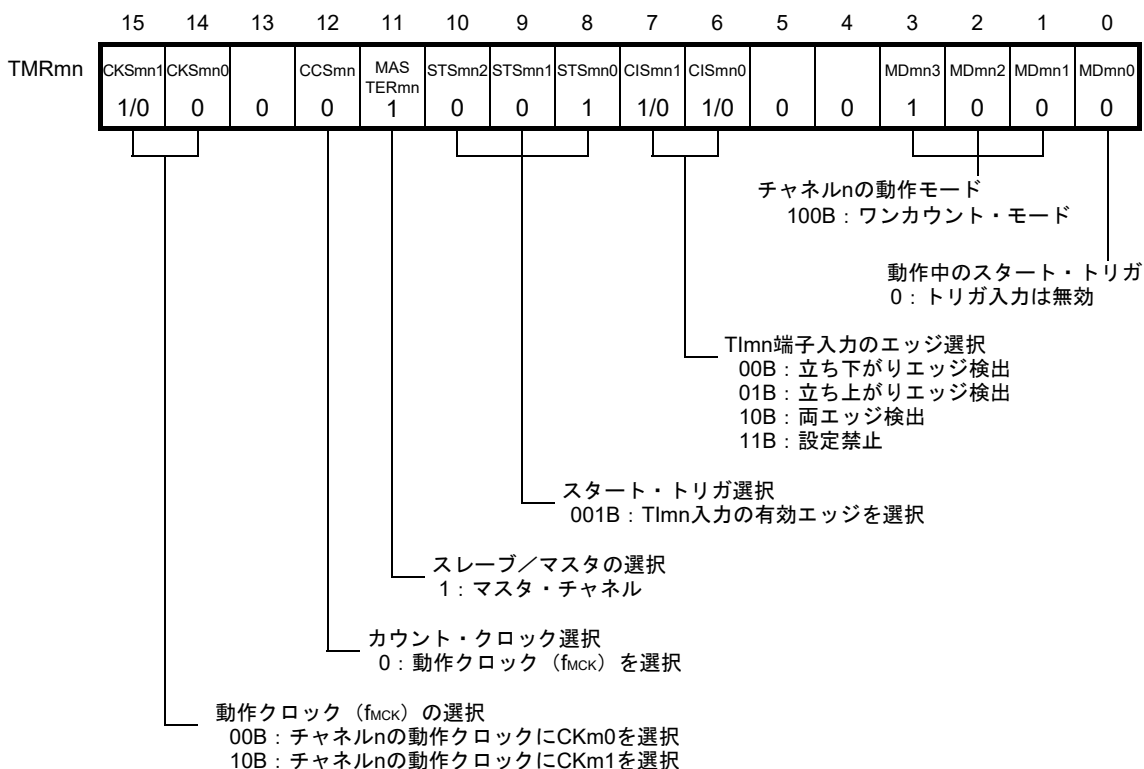 15 14 13 12 11 10 9 8 7 6 5 4 3 2 1 0
TMRmn CKSmn1 CKSmn0 CCSmn MAS STSmn2 STSmn1 STSmn0 CISmn1 CISmn0 MDmn3 MDmn2 MDmn1 MDmn0
TERmn
1/0 0 0 0 1 0 0 1 1/0 1/0 0 0 1 0 0 0
チャネルnの動作モード
100B：ワンカウント・モード
動作中のスタート・トリガ
0：トリガ入力は無効
TImn端子入力のエッジ選択
00B：立ち下がりエッジ検出
01B：立ち上がりエッジ検出
10B：両エッジ検出
11B：設定禁止
スタート・トリガ選択
001B：TImn入力の有効エッジを選択
スレーブ／マスタの選択
1：マスタ・チャネル
カウント・クロック選択
0：動作クロック（fMCK）を選択
動作クロック（fMCK）の選択
00B：チャネルnの動作クロックにCKm0を選択
10B：チャネルnの動作クロックにCKm1を選択